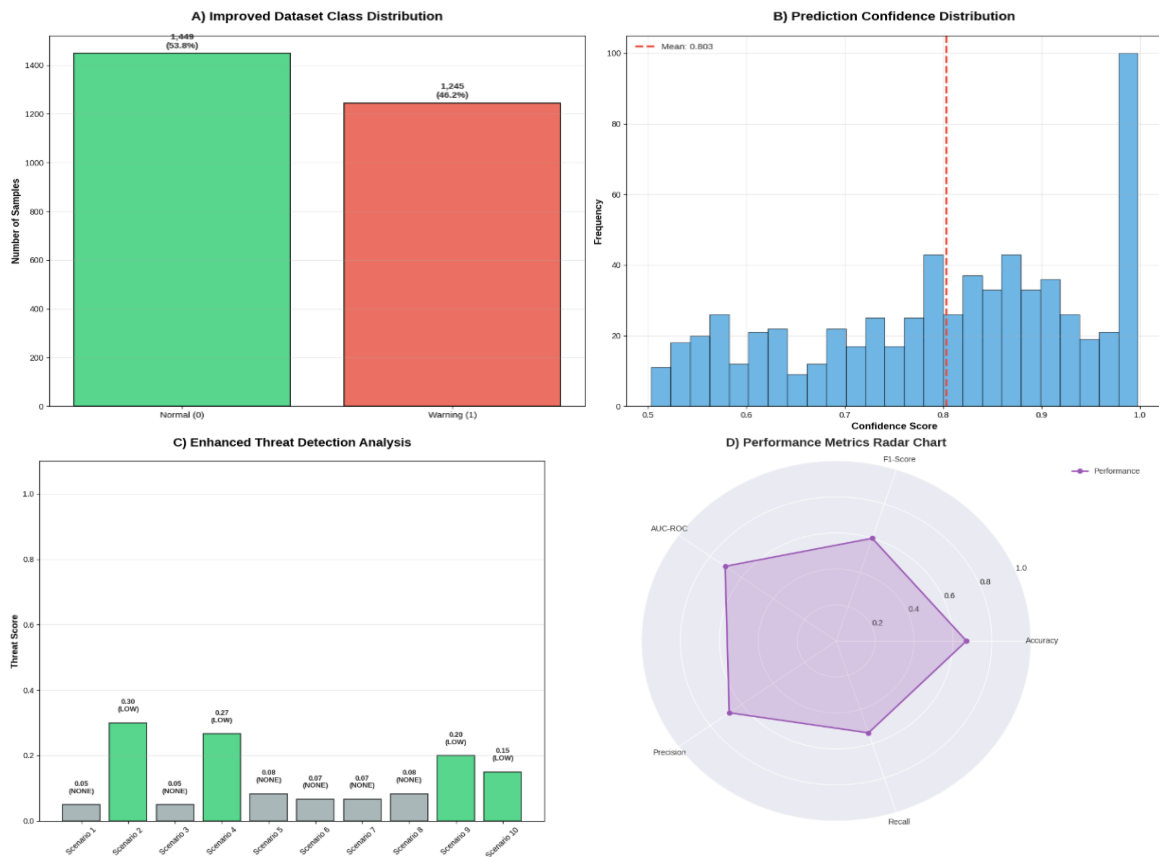 A) Improved Dataset Class Distribution
1,449
(53.8%)
1,245
(46.2%)
1400
1200
1000
800
600
400
200
0
Number of Samples
Normal (0)
Warning (1)
B) Prediction Confidence Distribution
Mean: 0.803
100
80
60
40
20
0
Frequency
0.5
0.6
0.7
0.8
0.9
1.0
Confidence Score
C) Enhanced Threat Detection Analysis
1.0
0.8
0.6
0.4
0.2
0.0
Threat Score
0.05
(NONE)
0.30
(LOW)
0.05
(NONE)
0.27
(LOW)
0.08
(NONE)
0.07
(NONE)
0.07
(NONE)
0.08
(NONE)
0.20
(LOW)
0.15
(LOW)
Scenario 1
Scenario 2
Scenario 3
Scenario 4
Scenario 5
Scenario 6
Scenario 7
Scenario 8
Scenario 9
Scenario 10
D) Performance Metrics Radar Chart
Performance
F1-Score
AUC-ROC
1.0
0.8
0.6
0.4
0.2
Accuracy
Precision
Recall